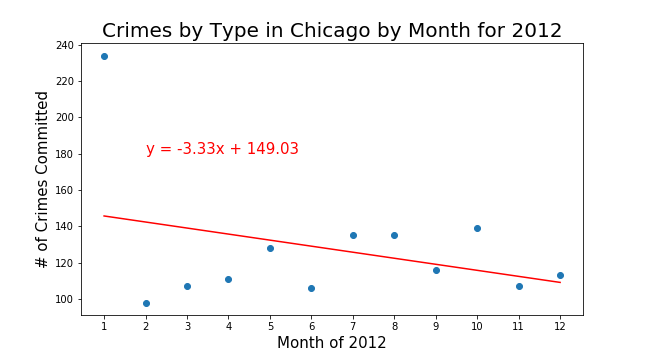 Crimes by Type in Chicago by Month for 2012
240
220
200
180
160
140
120
100
# of Crimes Committed
y = -3.33x + 149.03
1 2 3 4 5 6 7 8 9 10 11 12
Month of 2012